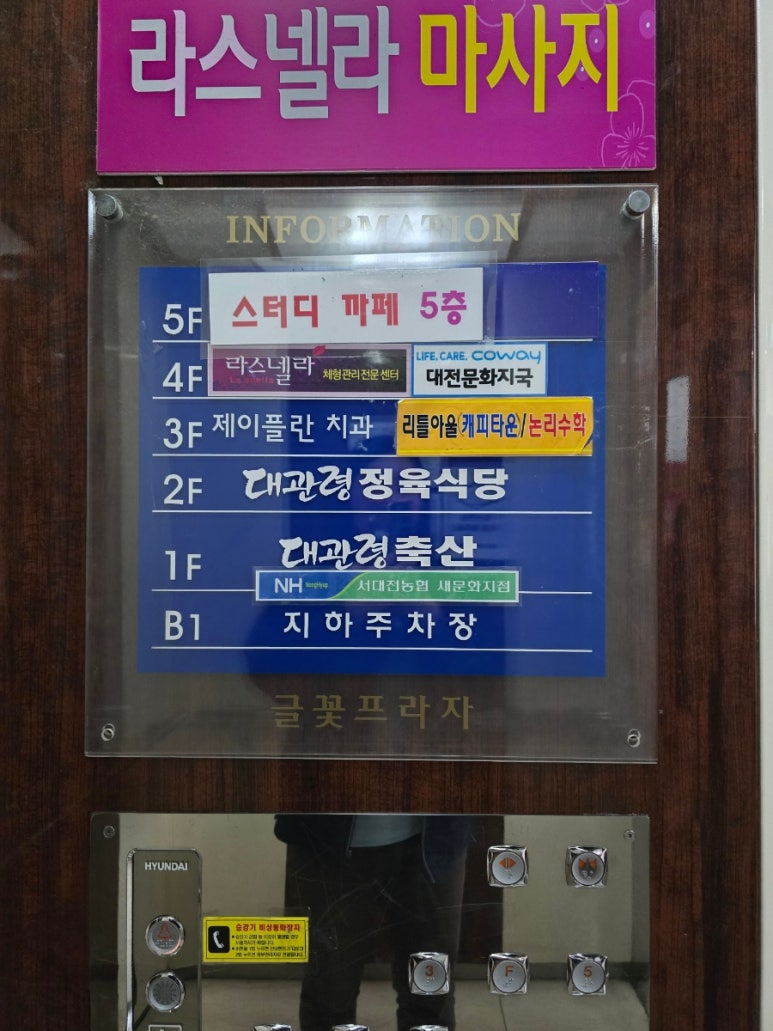 라스넬라 마사지
INFORMATION
5F 스터디 까페 5층
4F 라스넬라 체형관리전문센터 LIFE. CARE. coway
대전문화지국
3F 제이플란 치과 리틀아울(캐피타운/논리수학
2F 대관령정육식당
대관령축산
1F
NH NongHyup 서대전농협 새문화지점
B1 지하주차장
글꽃프라자
HYUNDAI
승강기 비상통화장치
3 F 5